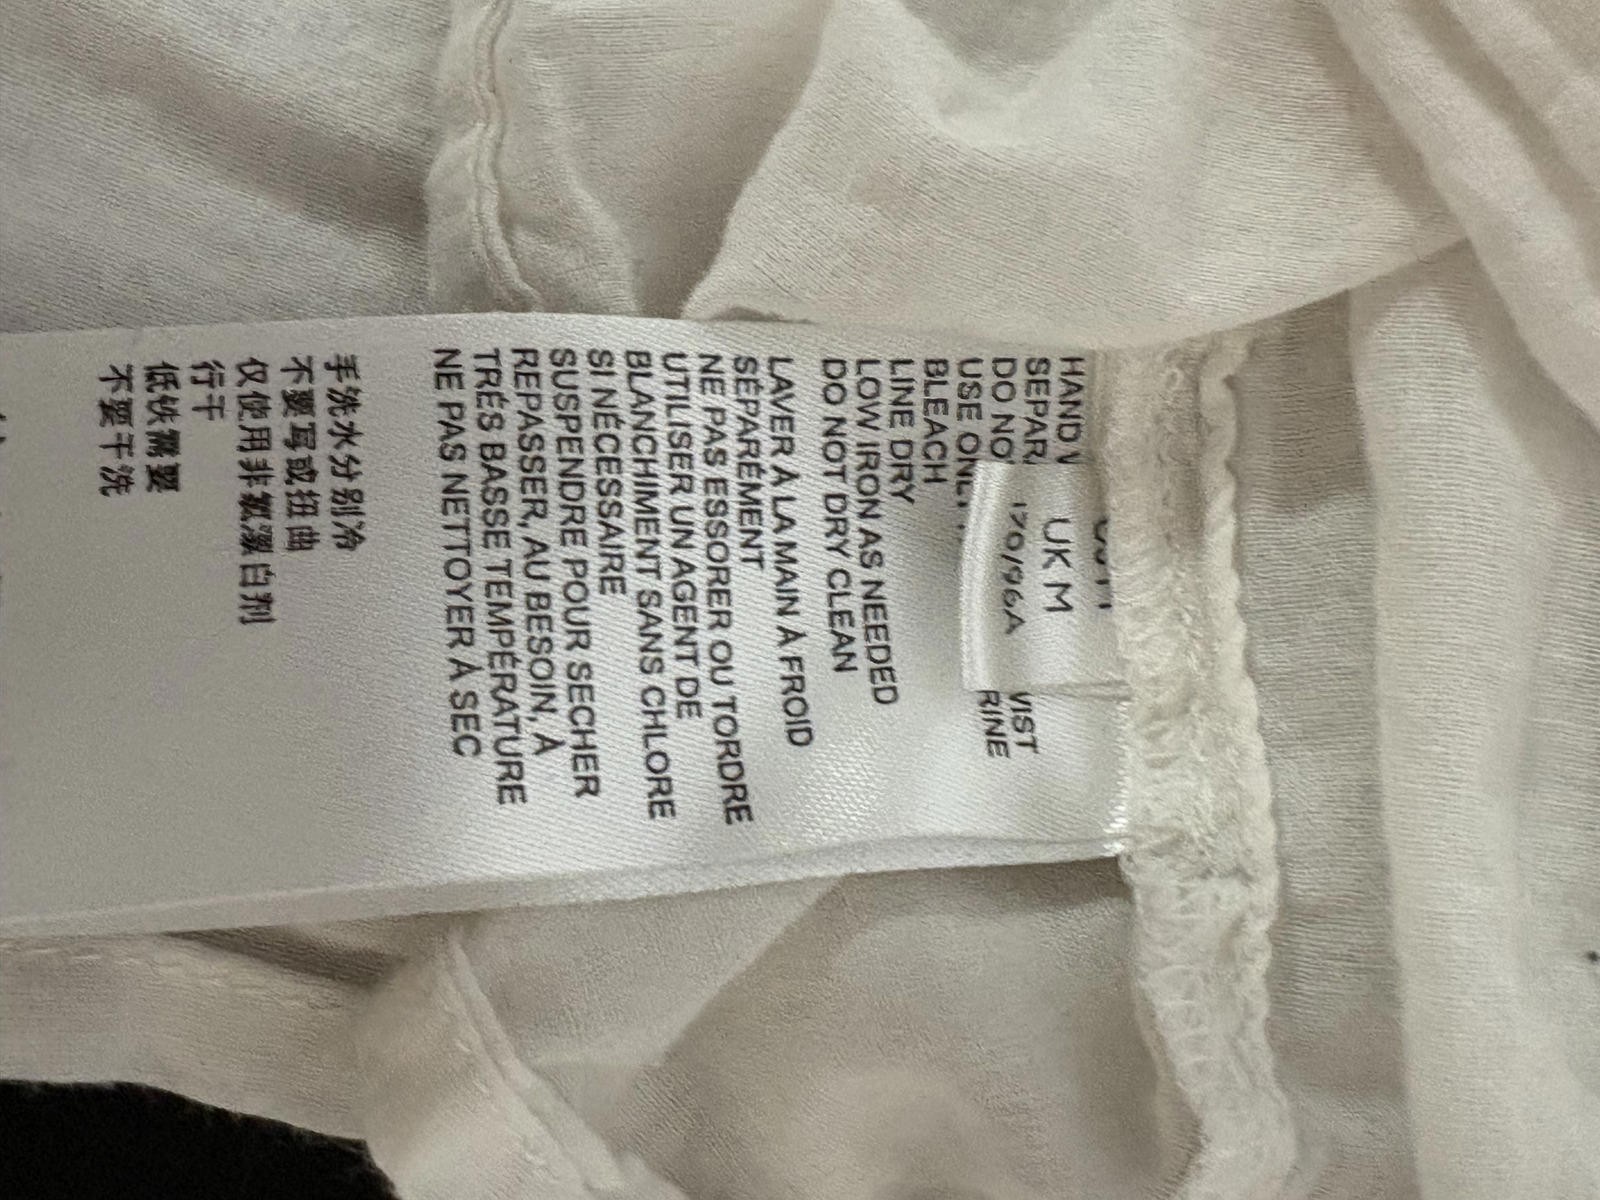 UK M
170/96A
HAND
SEPAR
DO NO VIST
USE ONL RINE
BLEACH
LINE DRY
LOW IRON AS NEEDED
DO NOT DRY CLEAN
LAVER À LA MAIN À FROID
SÉPARÉMENT
NE PAS ESSORER OU TORDRE
UTILISER UN AGENT DE
BLANCHIMENT SANS CHLORE
SI NÉCESSAIRE
SUSPENDRE POUR SECHER
REPASSER, AU BESOIN, À
TRÉS BASSE TEMPÉRATURE
NE PAS NETTOYER À SEC
手洗水分别冷
不要写或扭曲
仅使用非氯漂白剂
行干
低铁需要
不要干洗